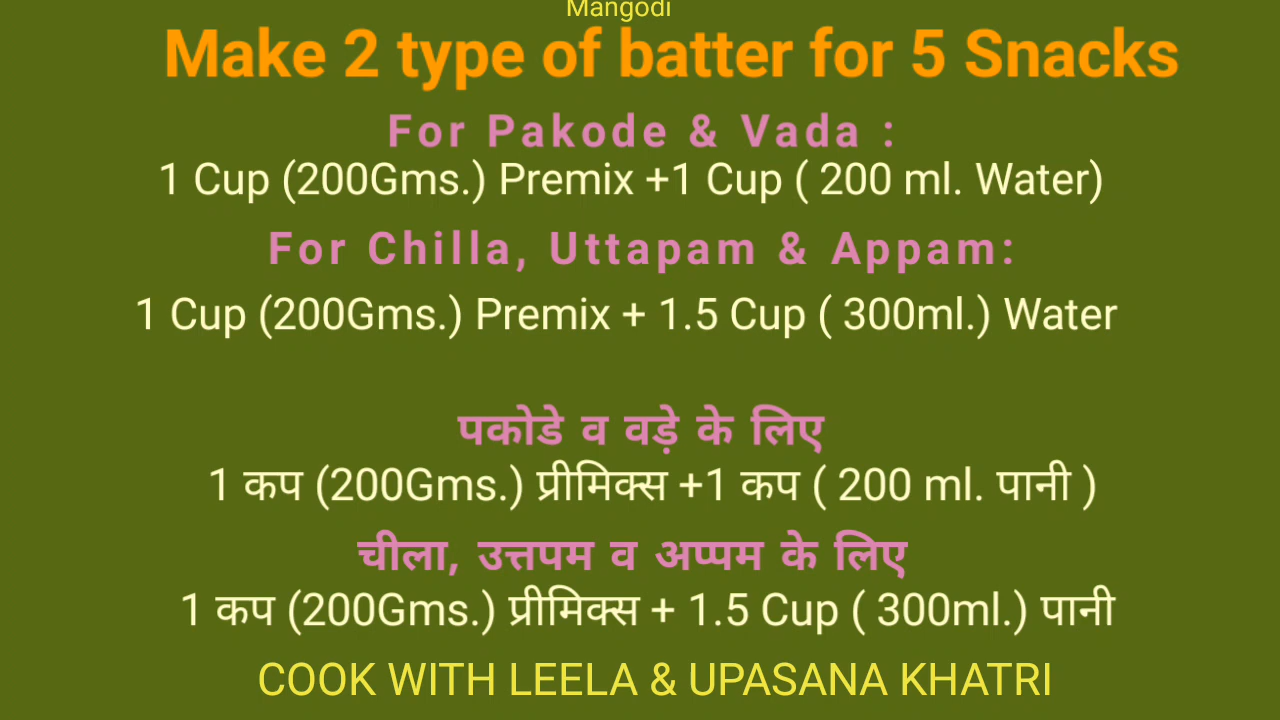 Mangodi
Make 2 type of batter for 5 Snacks
For Pakode & Vada :
1 Cup (200Gms.) Premix +1 Cup ( 200 ml. Water)
For Chilla, Uttapam & Appam:
1 Cup (200Gms.) Premix + 1.5 Cup ( 300ml.) Water
पकोडे व वड़े के लिए
1 कप (200Gms.) प्रीमिक्स +1 कप ( 200 ml. पानी )
चीला, उत्तपम व अप्पम के लिए
1 कप (200Gms.) प्रीमिक्स + 1.5 Cup ( 300ml.) पानी
COOK WITH LEELA & UPASANA KHATRI